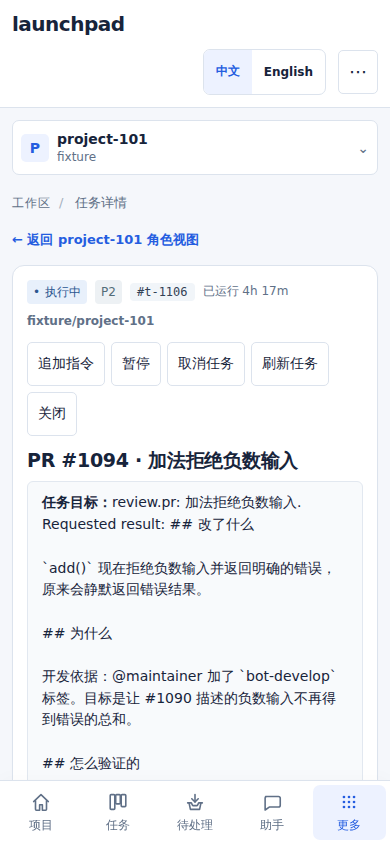 launchpad
中文 English ⋯
P project-101
fixture
工作区 / 任务详情
← 返回 project-101 角色视图
• 执行中 P2 #t-1106 已运行 4h 17m
fixture/project-101
追加指令 暂停 取消任务 刷新任务
关闭
PR #1094 · 加法拒绝负数输入
任务目标：review.pr: 加法拒绝负数输入.
Requested result: ## 改了什么
`add()` 现在拒绝负数输入并返回明确的错误，
原来会静默返回错误结果。
## 为什么
开发依据：@maintainer 加了 `bot-develop`
标签。目标是让 #1090 描述的负数输入不再得
到错误的总和。
## 怎么验证的
项目 任务 待处理 助手 更多